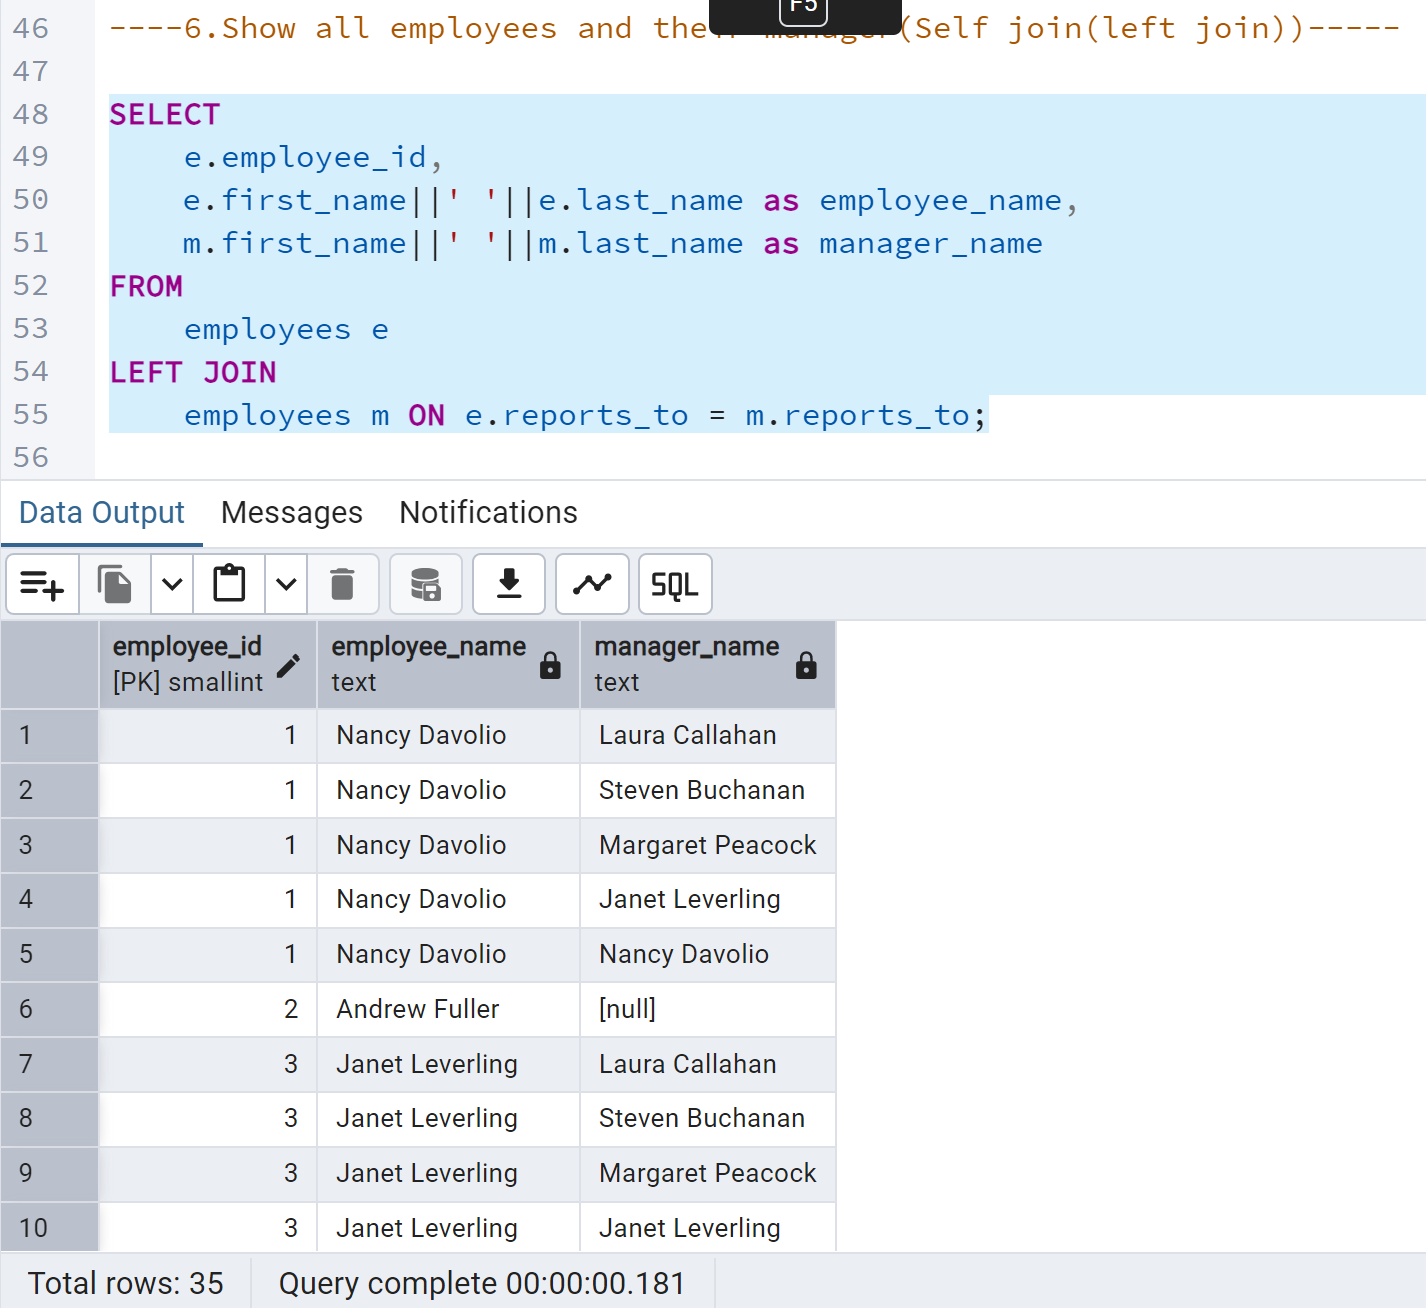 F5
46 ----6.Show all employees and their manager(Self join(left join))-----
47
48 SELECT
49 e.employee_id,
50 e.first_name||' '||e.last_name as employee_name,
51 m.first_name||' '||m.last_name as manager_name
52 FROM
53 employees e
54 LEFT JOIN
55 employees m ON e.reports_to = m.reports_to;
56
Data Output Messages Notifications
SQL
employee_id employee_name manager_name
[PK] smallint text text
1 1 Nancy Davolio Laura Callahan
2 1 Nancy Davolio Steven Buchanan
3 1 Nancy Davolio Margaret Peacock
4 1 Nancy Davolio Janet Leverling
5 1 Nancy Davolio Nancy Davolio
6 2 Andrew Fuller [null]
7 3 Janet Leverling Laura Callahan
8 3 Janet Leverling Steven Buchanan
9 3 Janet Leverling Margaret Peacock
10 3 Janet Leverling Janet Leverling
Total rows: 35 Query complete 00:00:00.181